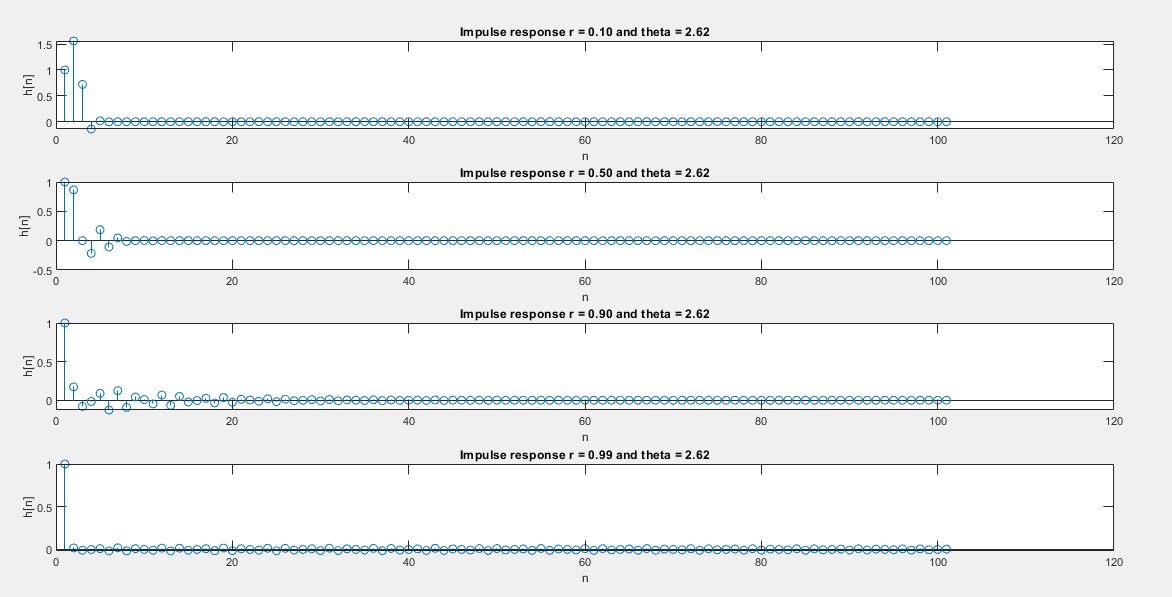 Impulse response r = 0.10 and theta = 2.62
1.5
1
0.5
0
h[n]
0 20 40 60 80 100 120
n
Impulse response r = 0.50 and theta = 2.62
1
0.5
0
-0.5
h[n]
0 20 40 60 80 100 120
n
Impulse response r = 0.90 and theta = 2.62
1
0.5
0
h[n]
0 20 40 60 80 100 120
n
Impulse response r = 0.99 and theta = 2.62
1
0.5
0
h[n]
0 20 40 60 80 100 120
n